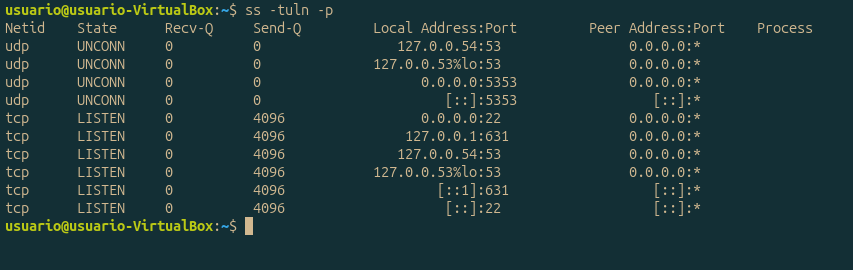 usuario@usuario-VirtualBox:~$ ss -tuln -p
Netid State Recv-Q Send-Q Local Address:Port Peer Address:Port Process
udp UNCONN 0 0 127.0.0.54:53 0.0.0.0:*
udp UNCONN 0 0 127.0.0.53%lo:53 0.0.0.0:*
udp UNCONN 0 0 0.0.0.0:5353 0.0.0.0:*
udp UNCONN 0 0 [::]:5353 [::]:*
tcp LISTEN 0 4096 0.0.0.0:22 0.0.0.0:*
tcp LISTEN 0 4096 127.0.0.1:631 0.0.0.0:*
tcp LISTEN 0 4096 127.0.0.54:53 0.0.0.0:*
tcp LISTEN 0 4096 127.0.0.53%lo:53 0.0.0.0:*
tcp LISTEN 0 4096 [::1]:631 [::]:*
tcp LISTEN 0 4096 [::]:22 [::]:*
usuario@usuario-VirtualBox:~$